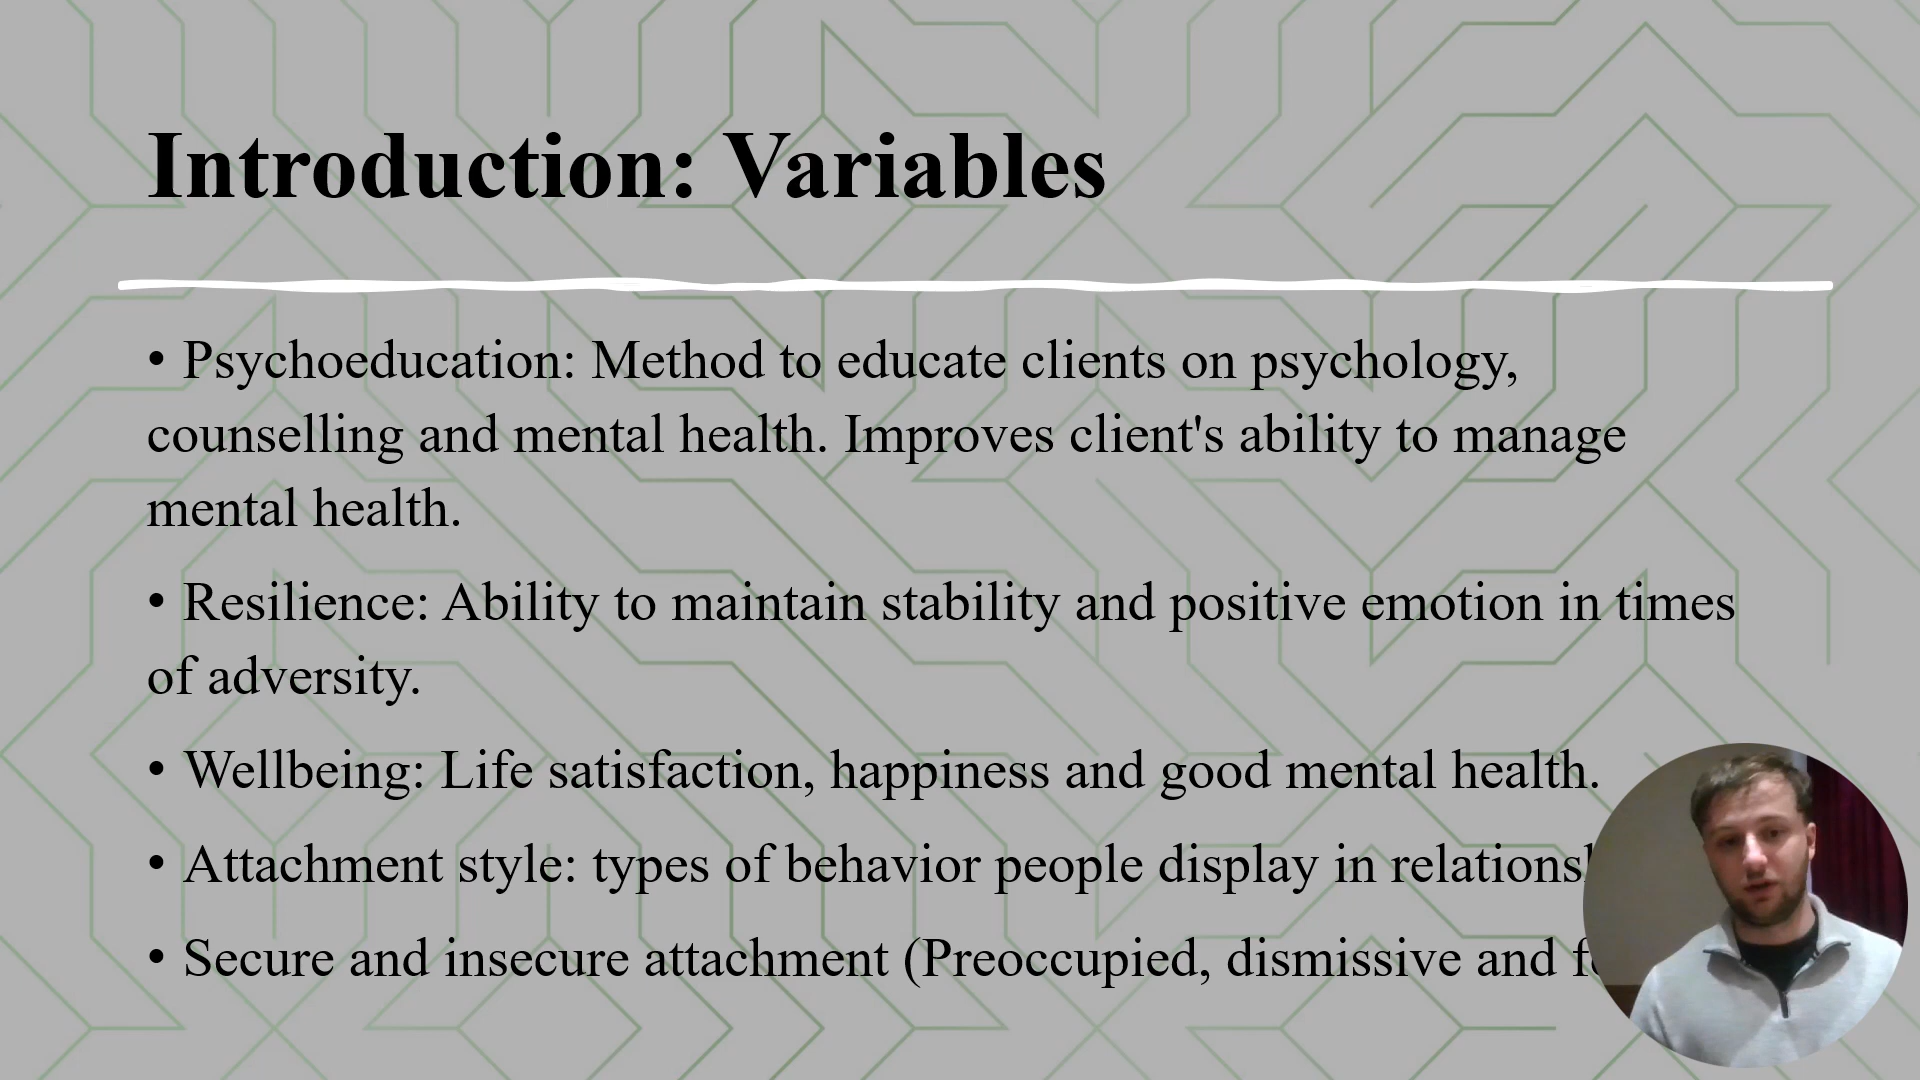 Introduction: Variables
• Psychoeducation: Method to educate clients on psychology,
counselling and mental health. Improves client's ability to manage
mental health.
• Resilience: Ability to maintain stability and positive emotion in times
of adversity.
• Wellbeing: Life satisfaction, happiness and good mental health.
• Attachment style: types of behavior people display in
• Secure and insecure attachment (Preoccupied, dismissive and